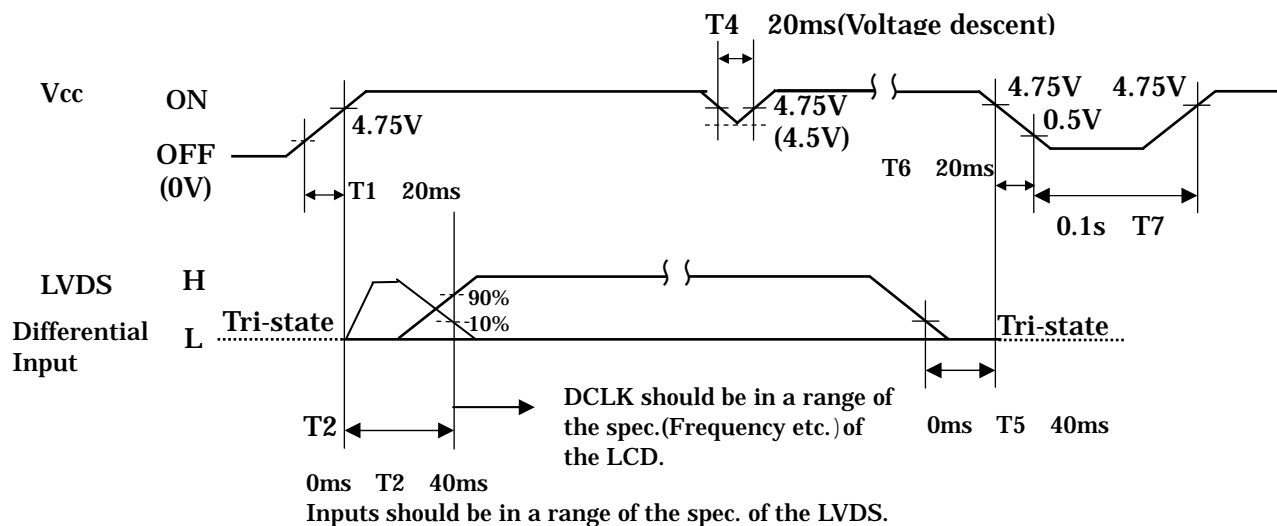 T4 20ms(Voltage descent)
Vcc
ON
4.75V
OFF
(0V)
4.75V
(4.5V)
4.75V
4.75V
0.5V
T6 20ms
T1 20ms
0.1s T7
LVDS
Differential
Input
H
L
Tri-state
90%
10%
Tri-state
T2
DCLK should be in a range of
the spec.(Frequency etc.)of
the LCD.
0ms T5 40ms
0ms T2 40ms
Inputs should be in a range of the spec. of the LVDS.